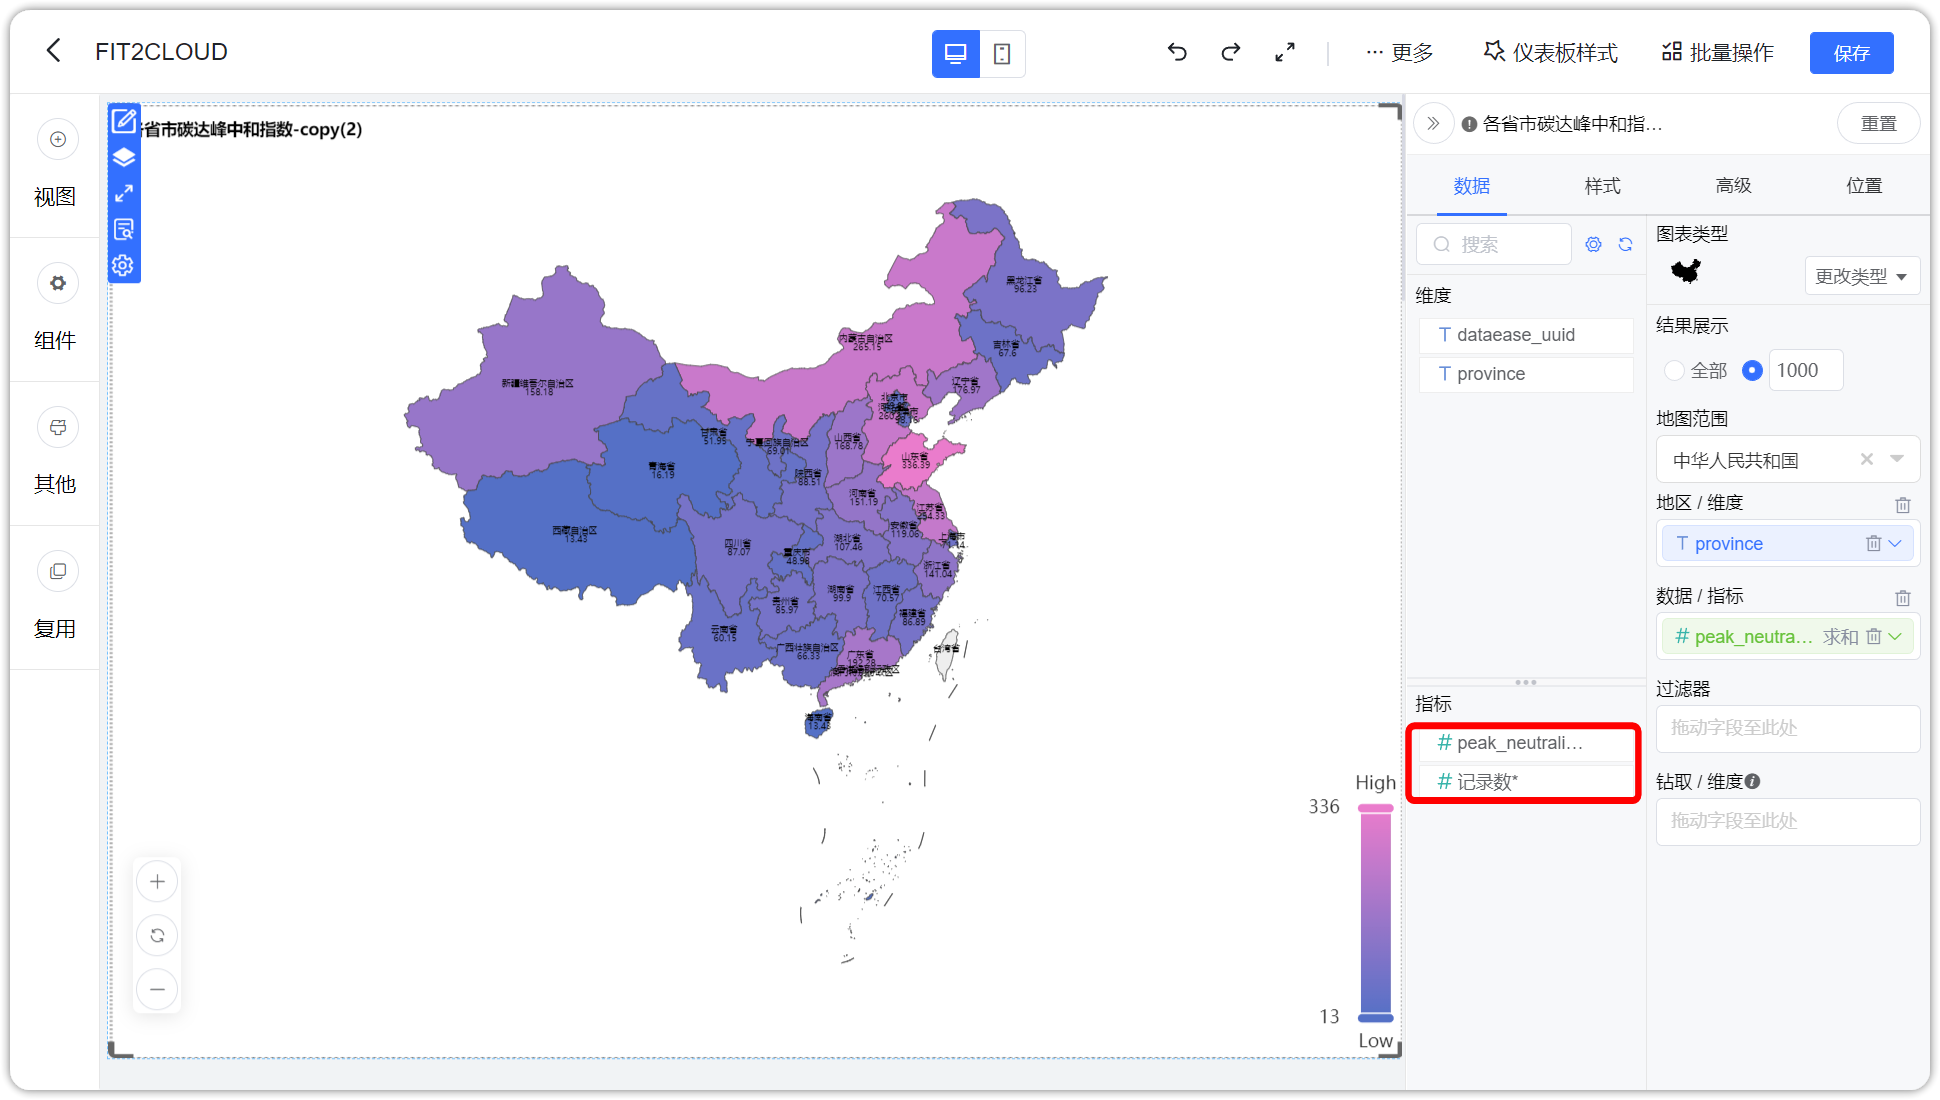 FIT2CLOUD
更多
仪表板样式
批量操作
保存
视图
组件
其他
复用
省市碳达峰中和指数-copy(2)
黑龙江省
96.23
内蒙古自治区
265.15
吉林省
67.6
辽宁省
176.97
新疆维吾尔自治区
158.18
北京市
甘肃省
51.95
宁夏回族自治区
69.01
山西省
168.78
山东省
336.39
青海省
16.19
陕西省
88.51
河南省
151.19
江苏省
254.33
西藏自治区
13.43
四川省
87.07
重庆市
48.98
湖北省
107.46
安徽省
119.06
上海市
浙江省
141.04
湖南省
99.9
江西省
70.57
贵州省
85.97
福建省
86.89
云南省
60.15
广西壮族自治区
66.33
广东省
192.28
台湾省
海南省
High
336
13
Low
各省市碳达峰中和指...
重置
数据
样式
高级
位置
搜索
维度
dataease_uuid
province
指标
peak_neutrali...
记录数*
图表类型
更改类型
结果展示
全部
1000
地图范围
中华人民共和国
地区 / 维度
province
数据 / 指标
peak_neutra... 求和
过滤器
拖动字段至此处
钻取 / 维度
拖动字段至此处